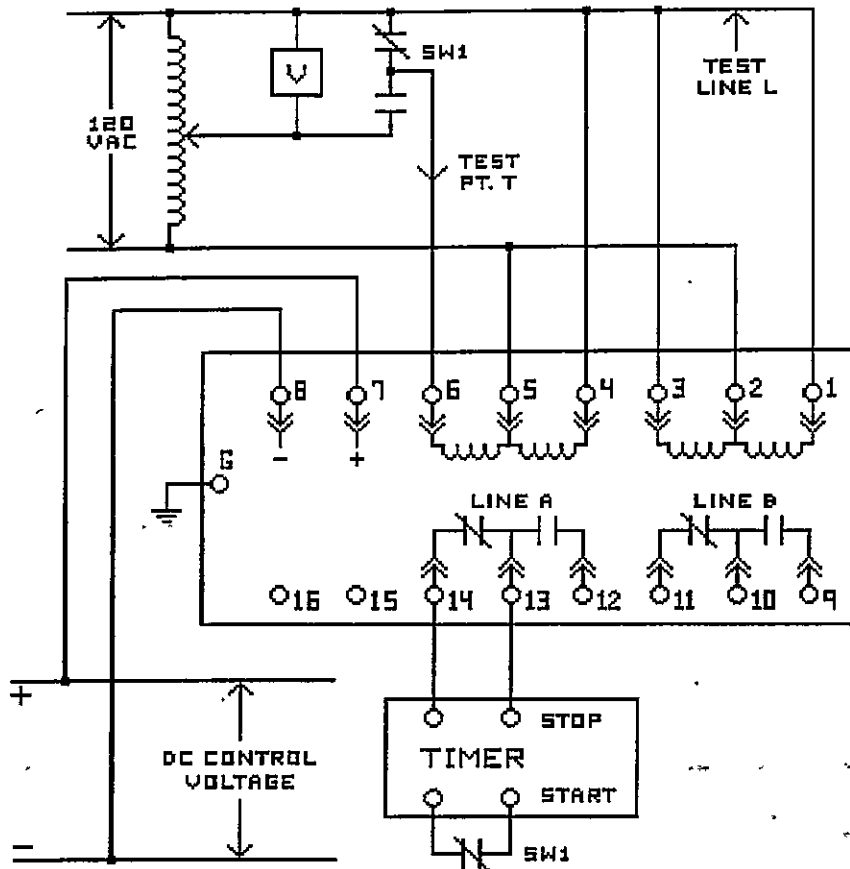 SW1
V
TEST
LINE L
120
VAC
TEST
PT. T
8 7 6 5 4 3 2 1
- +
G
LINE A LINE B
16 15 14 13 12 11 10 9
+
STOP
DC CONTROL
VOLTAGE
TIMER
START
-
SW1